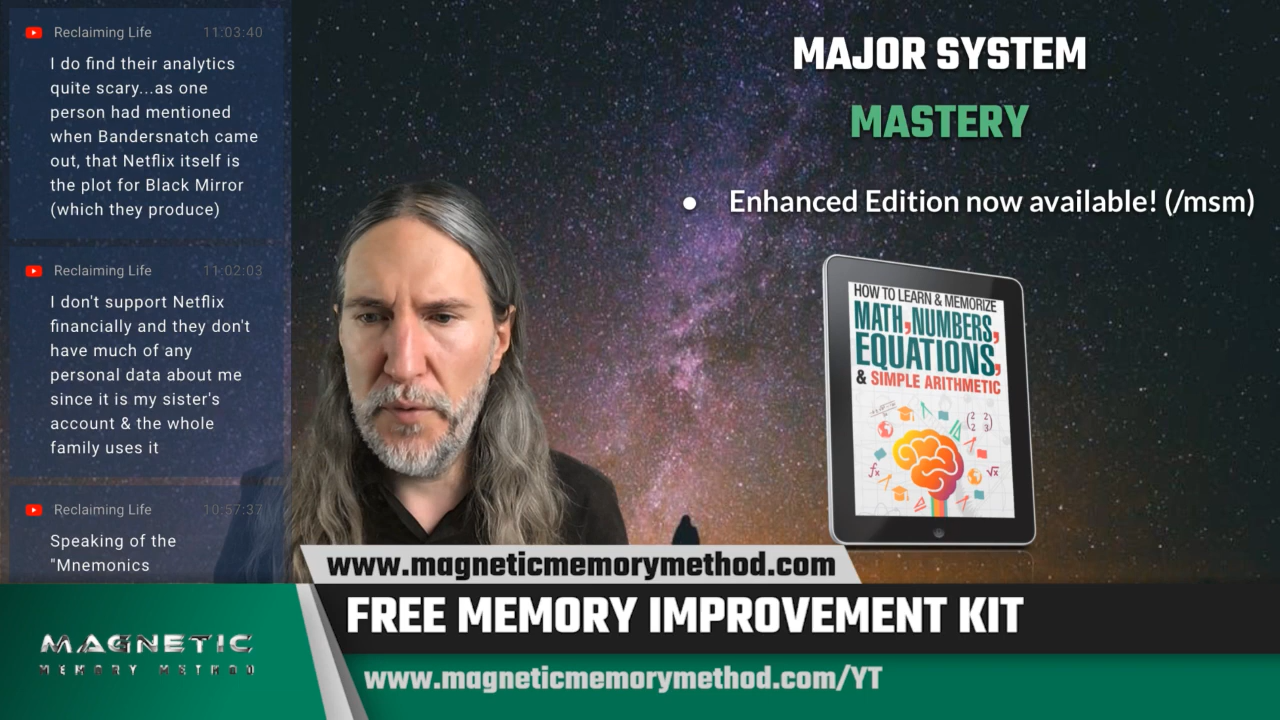 Reclaiming Life 11:03:40
I do find their analytics
quite scary...as one
person had mentioned
when Bandersnatch came
out, that Netflix itself is
the plot for Black Mirror
(which they produce)
Reclaiming Life 11:02:03
I don't support Netflix
financially and they don't
have much of any
personal data about me
since it is my sister's
account & the whole
family uses it
Reclaiming Life 10:57:37
Speaking of the
"Mnemonics
MAJOR SYSTEM
MASTERY
• Enhanced Edition now available! (/msm)
HOW TO LEARN & MEMORIZE
MATH, NUMBERS,
EQUATIONS,
& SIMPLE ARITHMETIC
www.magneticmemorymethod.com
FREE MEMORY IMPROVEMENT KIT
www.magneticmemorymethod.com/YT
MAGNETIC
MEMORY METHOD